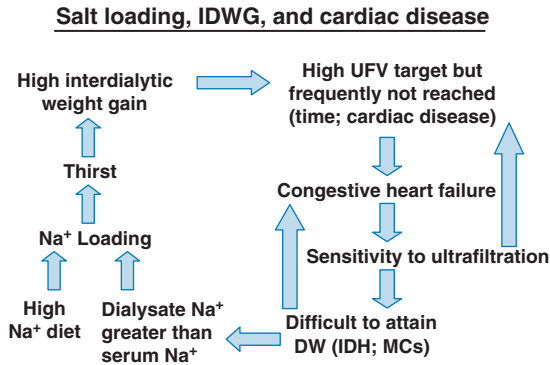 Salt loading, IDWG, and cardiac disease
High interdialytic
weight gain
High UFV target but
frequently not reached
(time; cardiac disease)
Thirst
Congestive heart failure
Na⁺ Loading
Sensitivity to ultrafiltration
High
Na⁺ diet
Dialysate Na⁺
greater than
serum Na⁺
Difficult to attain
DW (IDH; MCs)